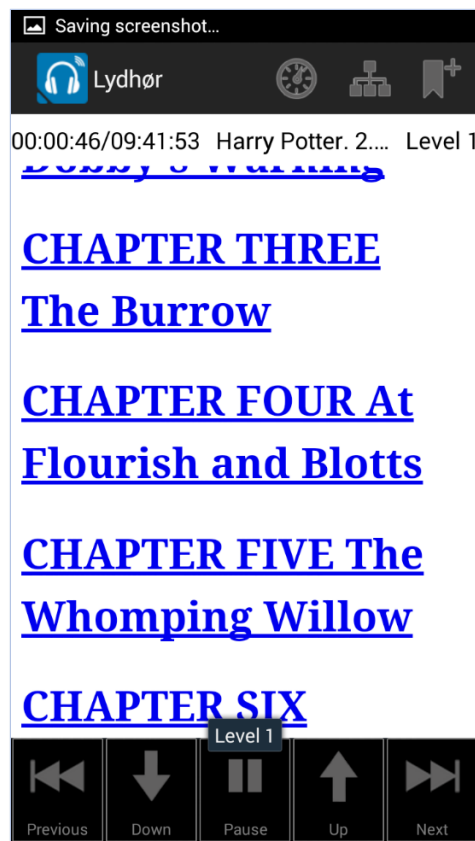 Saving screenshot...
Lydhør
00:00:46/09:41:53 Harry Potter. 2.... Level 1
Dobby's Warning
CHAPTER THREE
The Burrow
CHAPTER FOUR At
Flourish and Blotts
CHAPTER FIVE The
Whomping Willow
CHAPTER SIX
Level 1
Previous Down Pause Up Next